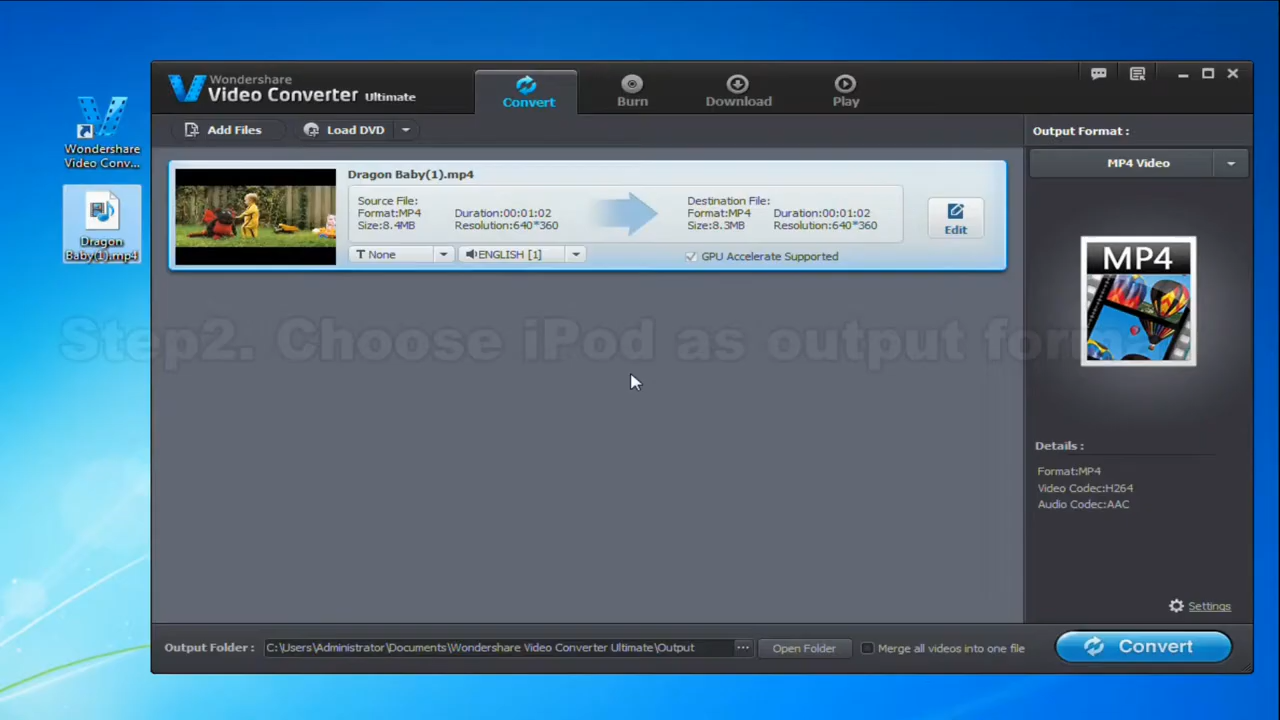 Wondershare
Video Converter Ultimate
Convert
Burn
Download
Play
Add Files
Load DVD
Output Format :
MP4 Video
Wondershare
Video Conv...
Dragon
Baby(1).mp4
Dragon Baby(1).mp4
Source File:
Format:MP4 Duration:00:01:02
Size:8.4MB Resolution:640*360
Destination File:
Format:MP4 Duration:00:01:02
Size:8.3MB Resolution:640*360
Edit
T None
ENGLISH [1]
GPU Accelerate Supported
MP4
Step2. Choose iPod as output format
Details :
Format:MP4
Video Codec:H264
Audio Codec:AAC
Settings
Output Folder : C:\Users\Administrator\Documents\Wondershare Video Converter Ultimate\Output ... Open Folder Merge all videos into one file
Convert